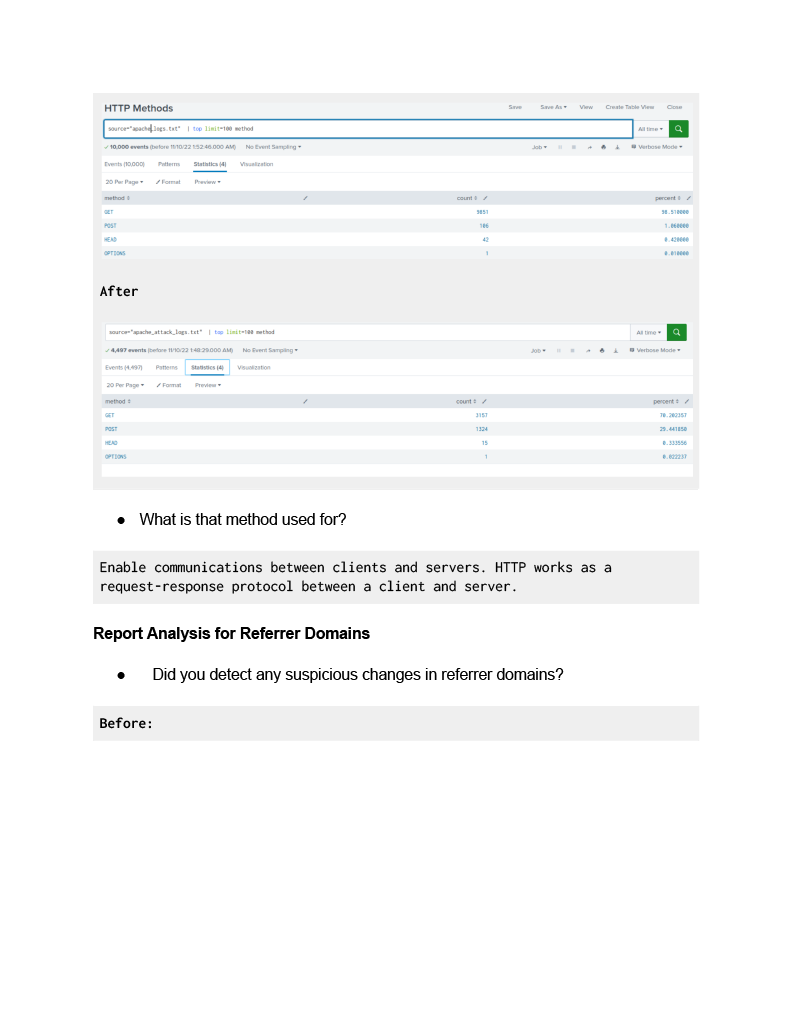 HTTP Methods Save Save As View Create Table View Close
source="apache_logs.txt" | top limit=100 method All time
10,000 events (before 11/10/22 1:52:46.000 AM) No Event Sampling Job Verbose Mode
Events (10,000) Patterns Statistics (4) Visualization
20 Per Page Format Preview
method count percent
GET 9851 98.510000
POST 106 1.060000
HEAD 42 0.420000
OPTIONS 1 0.010000
After
source="apache_attack_logs.txt" | top limit=100 method All time
4,497 events (before 11/10/22 1:48:29.000 AM) No Event Sampling Job Verbose Mode
Events (4,497) Patterns Statistics (4) Visualization
20 Per Page Format Preview
method count percent
GET 3157 70.202357
POST 1324 29.441850
HEAD 15 0.333556
OPTIONS 1 0.022237
● What is that method used for?
Enable communications between clients and servers. HTTP works as a
request-response protocol between a client and server.
Report Analysis for Referrer Domains
● Did you detect any suspicious changes in referrer domains?
Before: